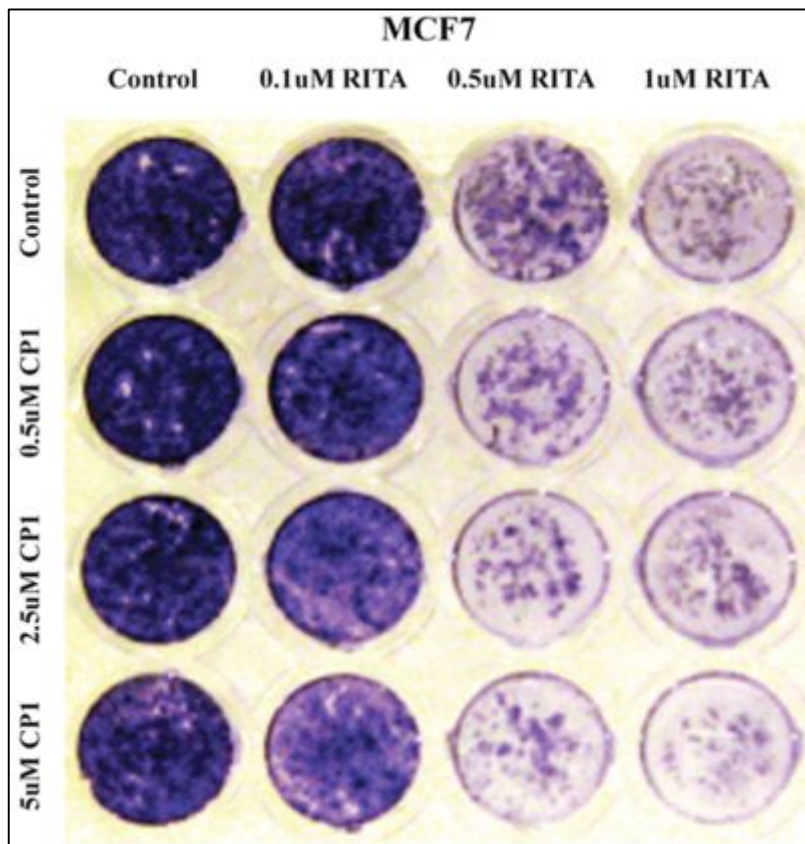 MCF7
Control 0.1uM RITA 0.5uM RITA 1uM RITA
Control
0.5uM CP1
2.5uM CP1
5uM CP1